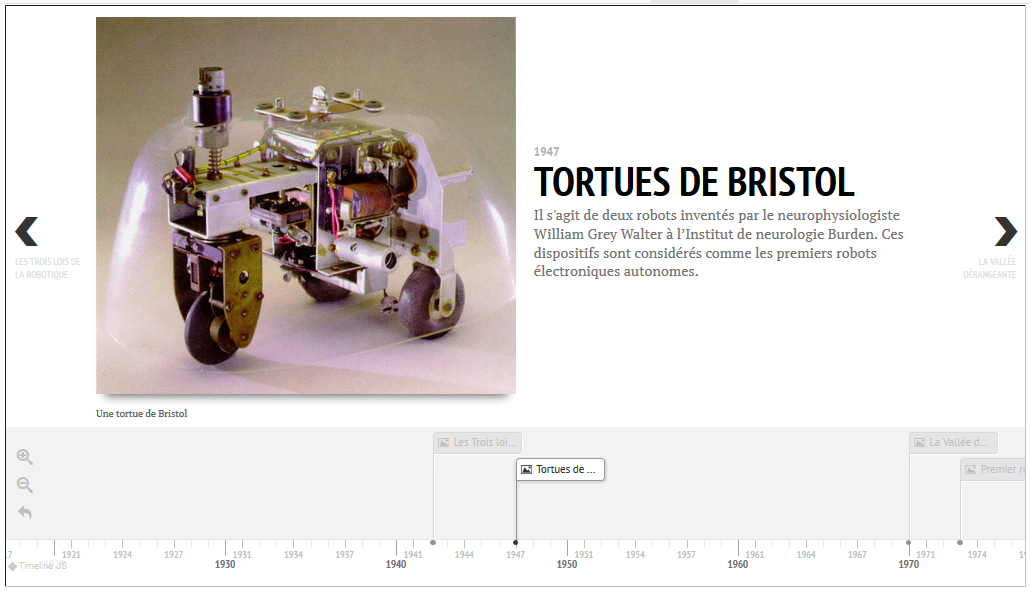 1947
TORTUES DE BRISTOL
Il s'agit de deux robots inventés par le neurophysiologiste
William Grey Walter à l'Institut de neurologie Burden. Ces
dispositifs sont considérés comme les premiers robots
électroniques autonomes.
LES TROIS LOIS DE
LA ROBOTIQUE
LA VALLÉE
DÉRANGEANTE
Une tortue de Bristol
Les Trois loi...
La Vallée d...
Tortues de ...
Premier ro
7 1921 1924 1927 1931 1934 1937 1941 1944 1947 1951 1954 1957 1961 1964 1967 1971 1974
1930 1940 1950 1960 1970
Timeline JS